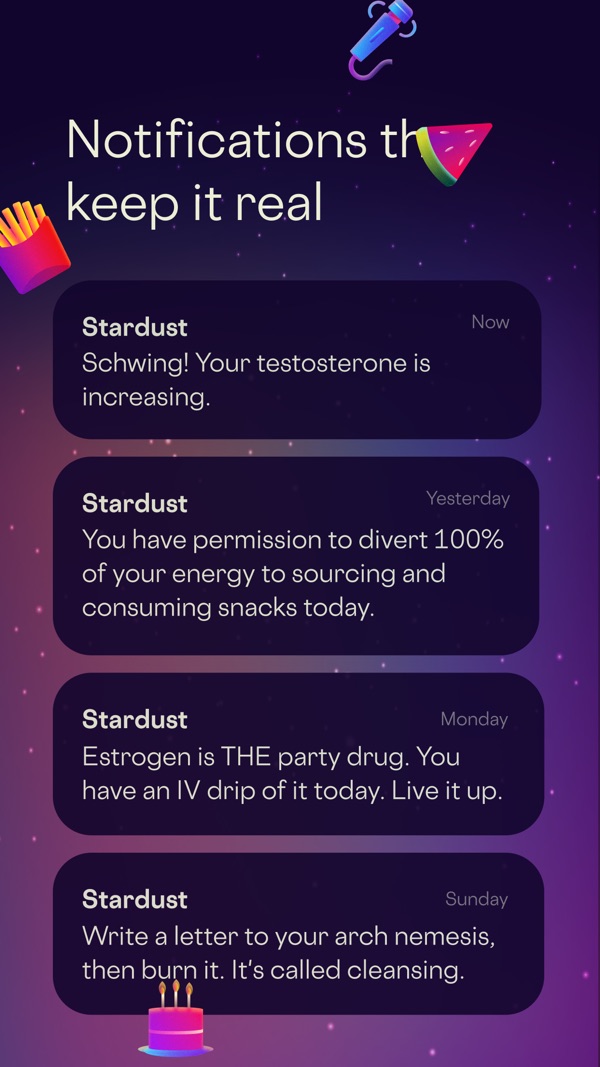 Notifications th
keep it real
Stardust
Now
Schwing! Your testosterone is
increasing.
Stardust
Yesterday
You have permission to divert 100%
of your energy to sourcing and
consuming snacks today.
Stardust
Monday
Estrogen is THE party drug. You
have an IV drip of it today. Live it up.
Stardust
Sunday
Write a letter to your arch nemesis,
then burn it. It's called cleansing.